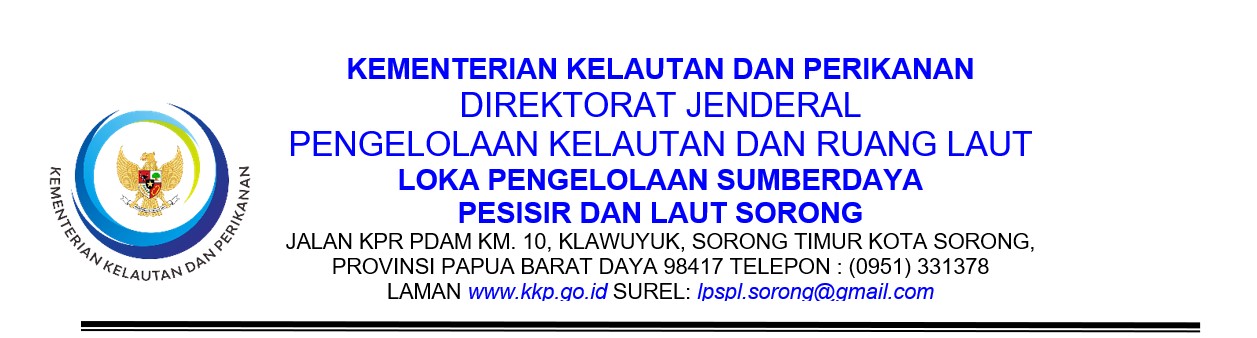 KEMENTERIAN KELAUTAN DAN PERIKANAN
DIREKTORAT JENDERAL
PENGELOLAAN KELAUTAN DAN RUANG LAUT
LOKA PENGELOLAAN SUMBERDAYA
PESISIR DAN LAUT SORONG
JALAN KPR PDAM KM. 10, KLAWUYUK, SORONG TIMUR KOTA SORONG,
PROVINSI PAPUA BARAT DAYA 98417 TELEPON : (0951) 331378
LAMAN www.kkp.go.id SUREL: lpspl.sorong@gmail.com
KEMENTERIAN KELAUTAN DAN PERIKANAN